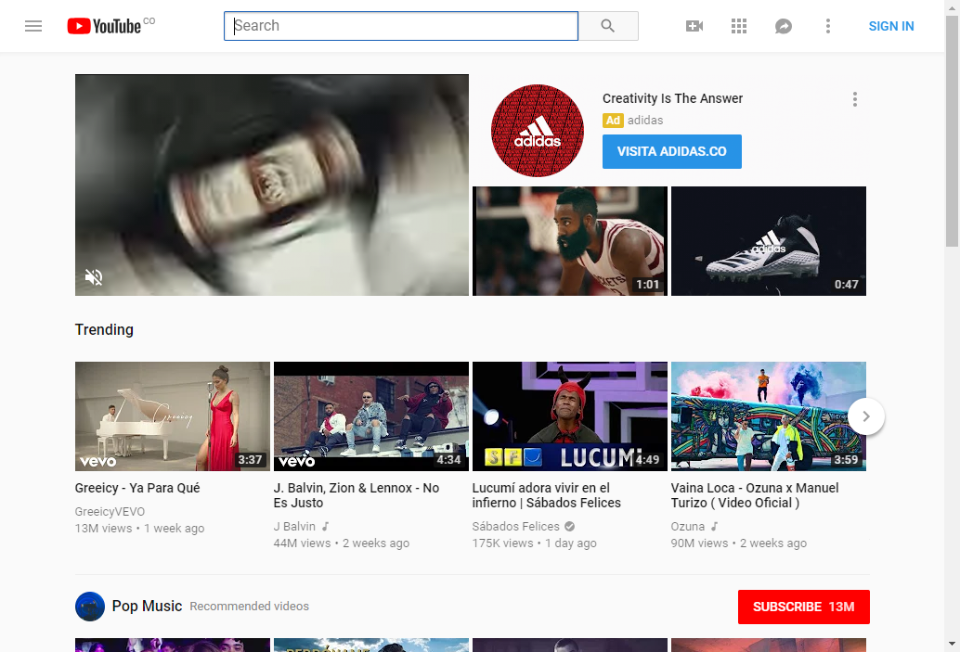 YouTube CO
Search
SIGN IN
Creativity Is The Answer
Ad adidas
VISITA ADIDAS.CO
adidas
adidas
1:01
0:47
Trending
Greeicy
vevo
3:37
vevo
4:34
LUCUMÍ
4:49
3:59
Greeicy - Ya Para Qué
GreeicyVEVO
13M views • 1 week ago
J. Balvin, Zion & Lennox - No
Es Justo
J Balvin
44M views • 2 weeks ago
Lucumí adora vivir en el
infierno | Sábados Felices
Sábados Felices
175K views • 1 day ago
Vaina Loca - Ozuna x Manuel
Turizo ( Video Oficial )
Ozuna
90M views • 2 weeks ago
Pop Music Recommended videos
SUBSCRIBE 13M